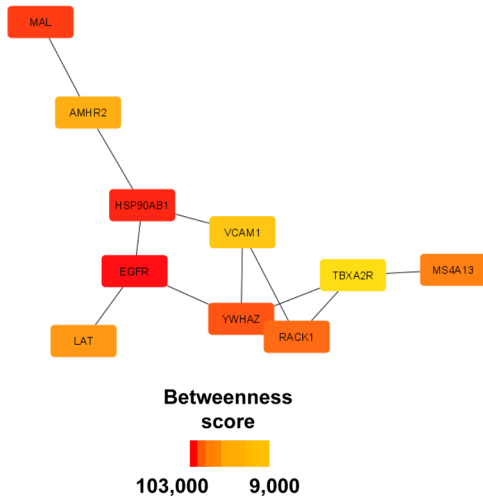 MAL
AMHR2
HSP90AB1
VCAM1
EGFR
TBXA2R
MS4A13
YWHAZ
RACK1
LAT
Betweenness
score
103,000 9,000